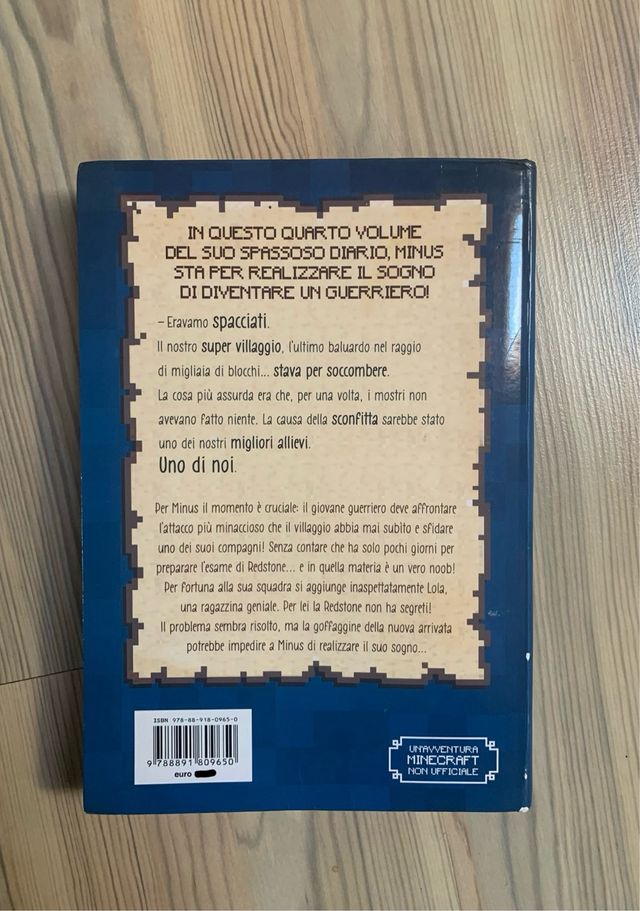 IN QUESTO QUARTO VOLUME
DEL SUO SPASSOSO DIARIO, MINUS
STA PER REALIZZARE IL SOGNO
DI DIVENTARE UN GUERRIERO!
– Eravamo spacciati.
Il nostro super villaggio, l'ultimo baluardo nel raggio
di migliaia di blocchi... stava per soccombere.
La cosa più assurda era che, per una volta, i mostri non
avevano fatto niente. La causa della sconfitta sarebbe stato
uno dei nostri migliori allievi.
Uno di noi.
Per Minus il momento è cruciale: il giovane guerriero deve affrontare
l'attacco più minaccioso che il villaggio abbia mai subìto e sfidare
uno dei suoi compagni! Senza contare che ha solo pochi giorni per
preparare l'esame di Redstone... e in quella materia è un vero noob!
Per fortuna alla sua squadra si aggiunge inaspettatamente Lola,
una ragazzina geniale. Per lei la Redstone non ha segreti!
Il problema sembra risolto, ma la goffaggine della nuova arrivata
potrebbe impedire a Minus di realizzare il suo sogno...
ISBN 978-88-918-0965-0
9 788891 809650
euro
UN'AVVENTURA
MINECRAFT
NON UFFICIALE